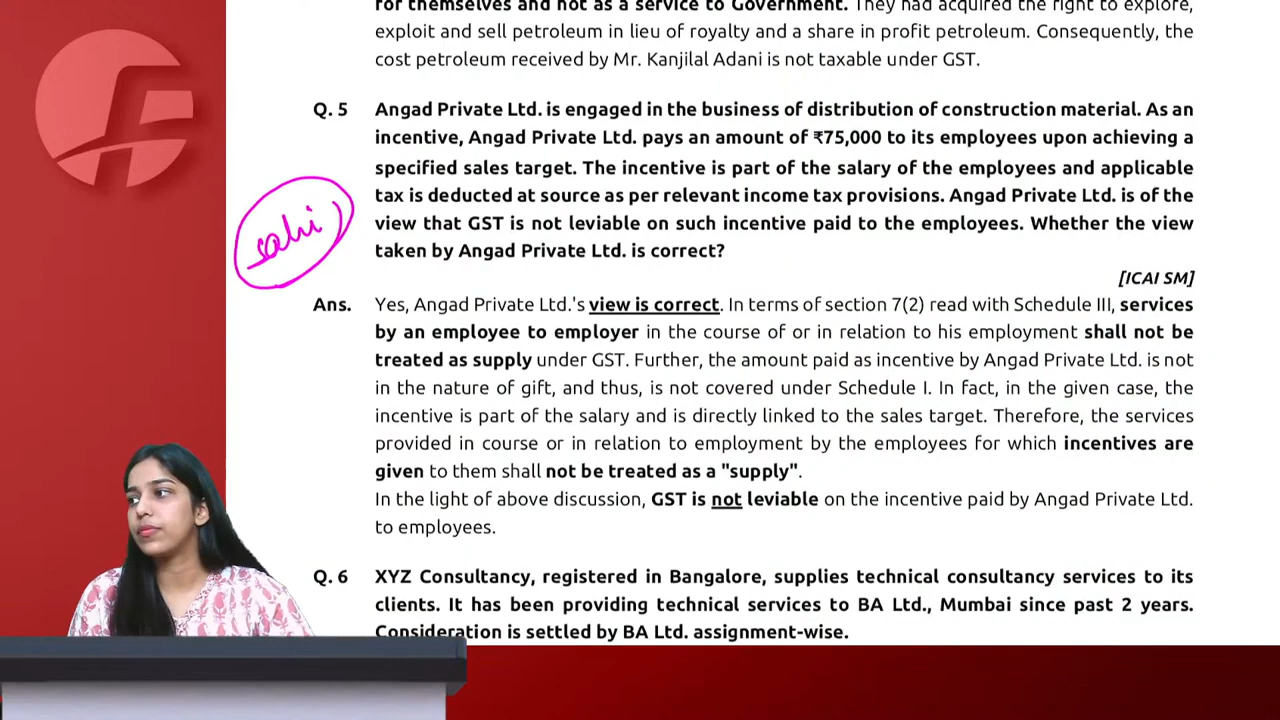 for themselves and not as a service to Government. They had acquired the right to explore,
exploit and sell petroleum in lieu of royalty and a share in profit petroleum. Consequently, the
cost petroleum received by Mr. Kanjilal Adani is not taxable under GST.
Q. 5 Angad Private Ltd. is engaged in the business of distribution of construction material. As an
incentive, Angad Private Ltd. pays an amount of ₹75,000 to its employees upon achieving a
specified sales target. The incentive is part of the salary of the employees and applicable
tax is deducted at source as per relevant income tax provisions. Angad Private Ltd. is of the
view that GST is not leviable on such incentive paid to the employees. Whether the view
taken by Angad Private Ltd. is correct?
sahi
[ICAI SM]
Ans. Yes, Angad Private Ltd.'s view is correct. In terms of section 7(2) read with Schedule III, services
by an employee to employer in the course of or in relation to his employment shall not be
treated as supply under GST. Further, the amount paid as incentive by Angad Private Ltd. is not
in the nature of gift, and thus, is not covered under Schedule I. In fact, in the given case, the
incentive is part of the salary and is directly linked to the sales target. Therefore, the services
provided in course or in relation to employment by the employees for which incentives are
given to them shall not be treated as a "supply".
In the light of above discussion, GST is not leviable on the incentive paid by Angad Private Ltd.
to employees.
Q. 6 XYZ Consultancy, registered in Bangalore, supplies technical consultancy services to its
clients. It has been providing technical services to BA Ltd., Mumbai since past 2 years.
Consideration is settled by BA Ltd. assignment-wise.